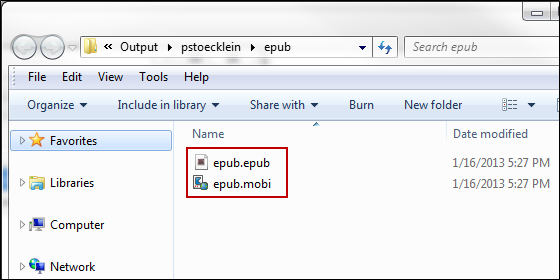 « Output ▸ pstoecklein ▸ epub
Search epub
File Edit View Tools Help
Organize ▾ Include in library ▾ Share with ▾ Burn New folder
Favorites
Name Date modified
epub.epub 1/16/2013 5:27 PM
Libraries
epub.mobi 1/16/2013 5:27 PM
Computer
Network